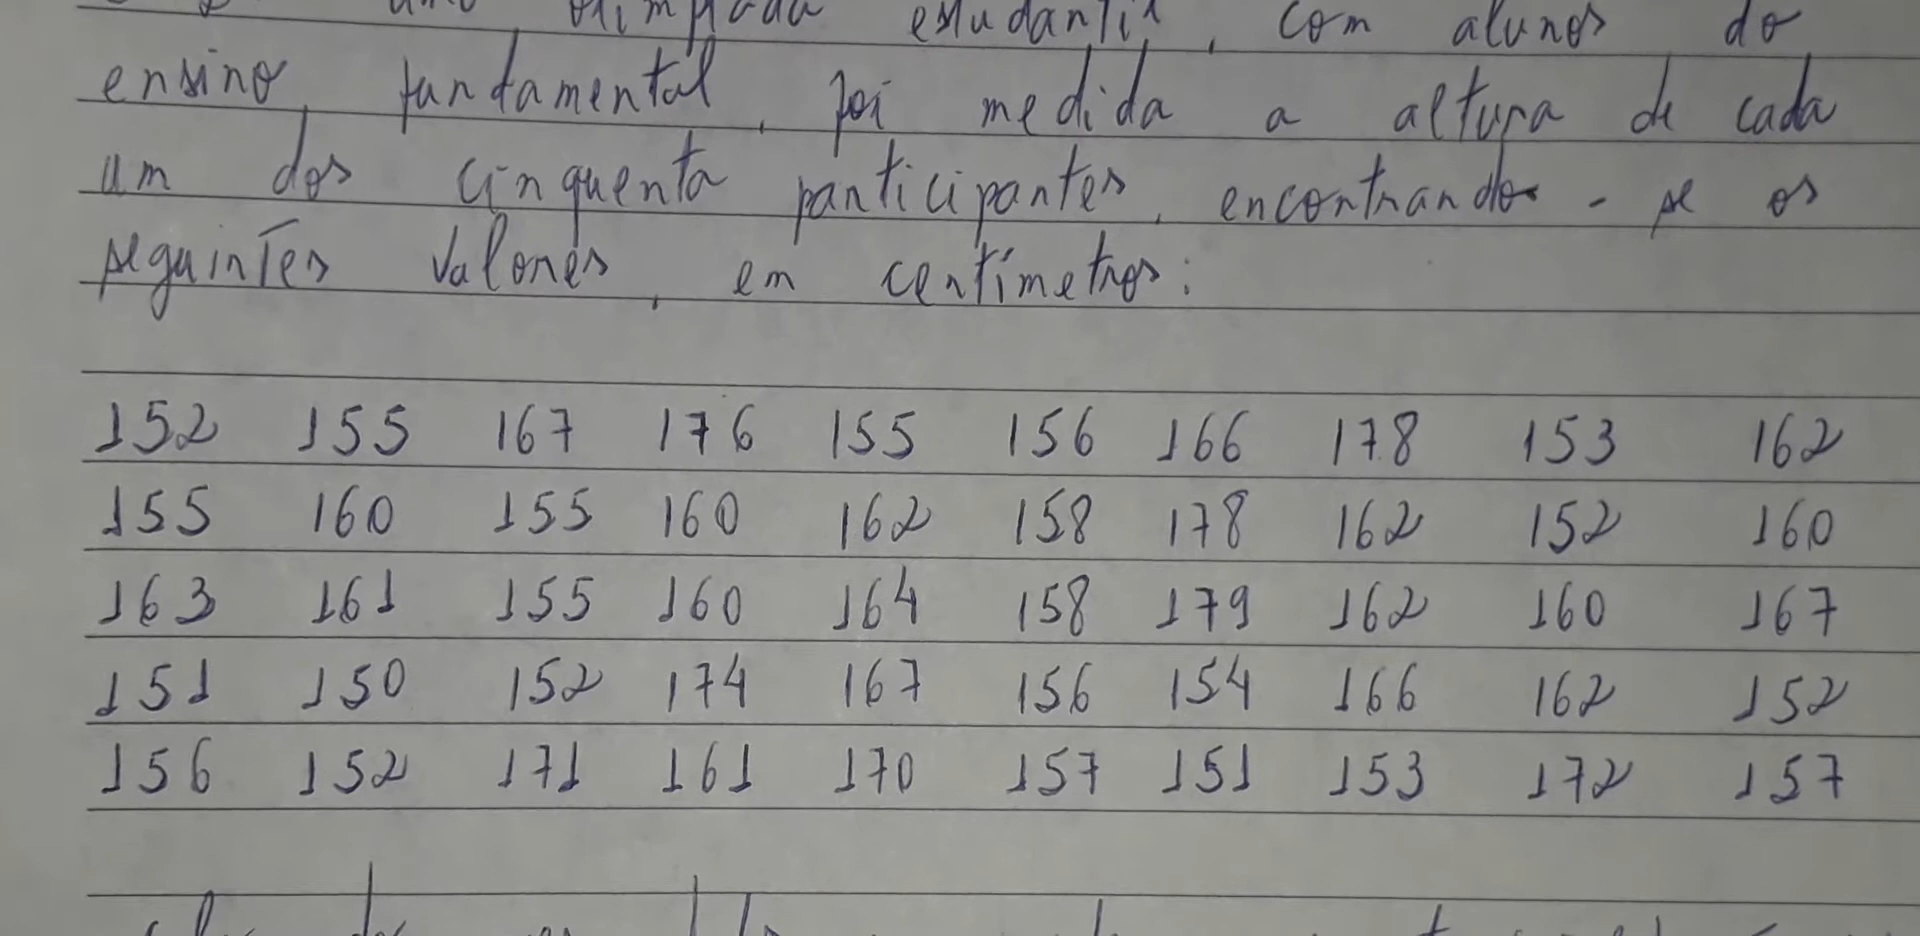 olimpíada estudantil, com alunos do
ensino fundamental, foi medida a altura de cada
um dos cinquenta participantes, encontrando-se os
seguintes valores, em centímetros:
152 155 167 176 155 156 166 178 153 162
155 160 155 160 162 158 178 162 152 160
163 161 155 160 164 158 179 162 160 167
151 150 152 174 167 156 154 166 162 152
156 152 171 161 170 157 151 153 172 157